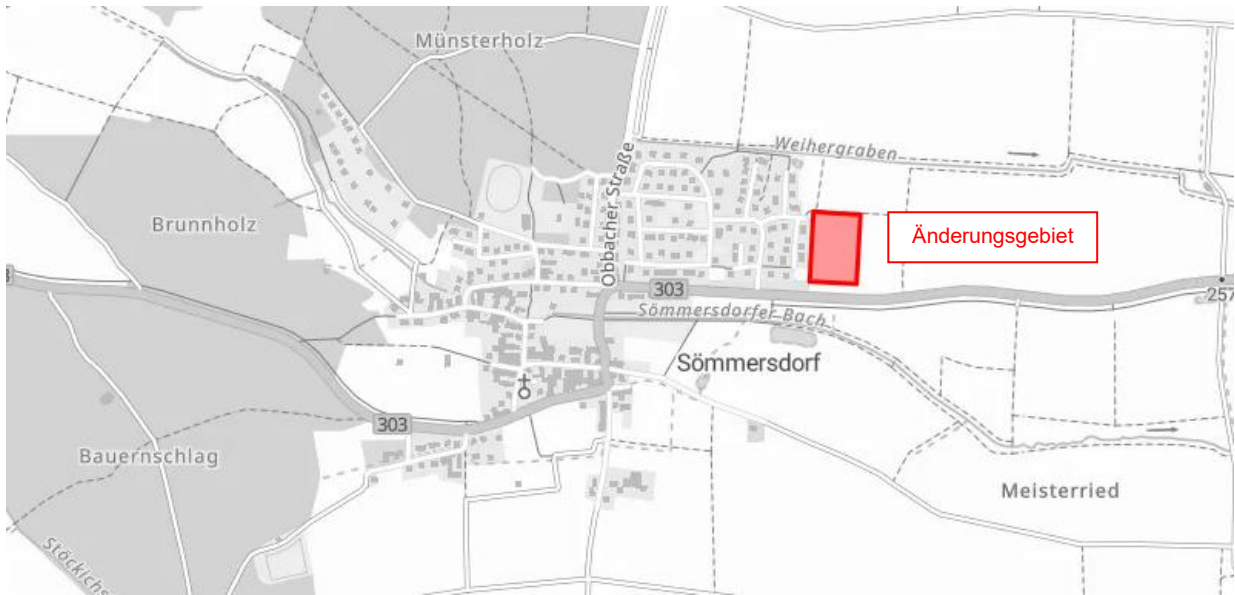 Münsterholz
Weihergraben
Obbacher Straße
Brunnholz
Änderungsgebiet
303
257
Sömmersdorfer Bach
Sömmersdorf
303
Bauernschlag
Meisterried